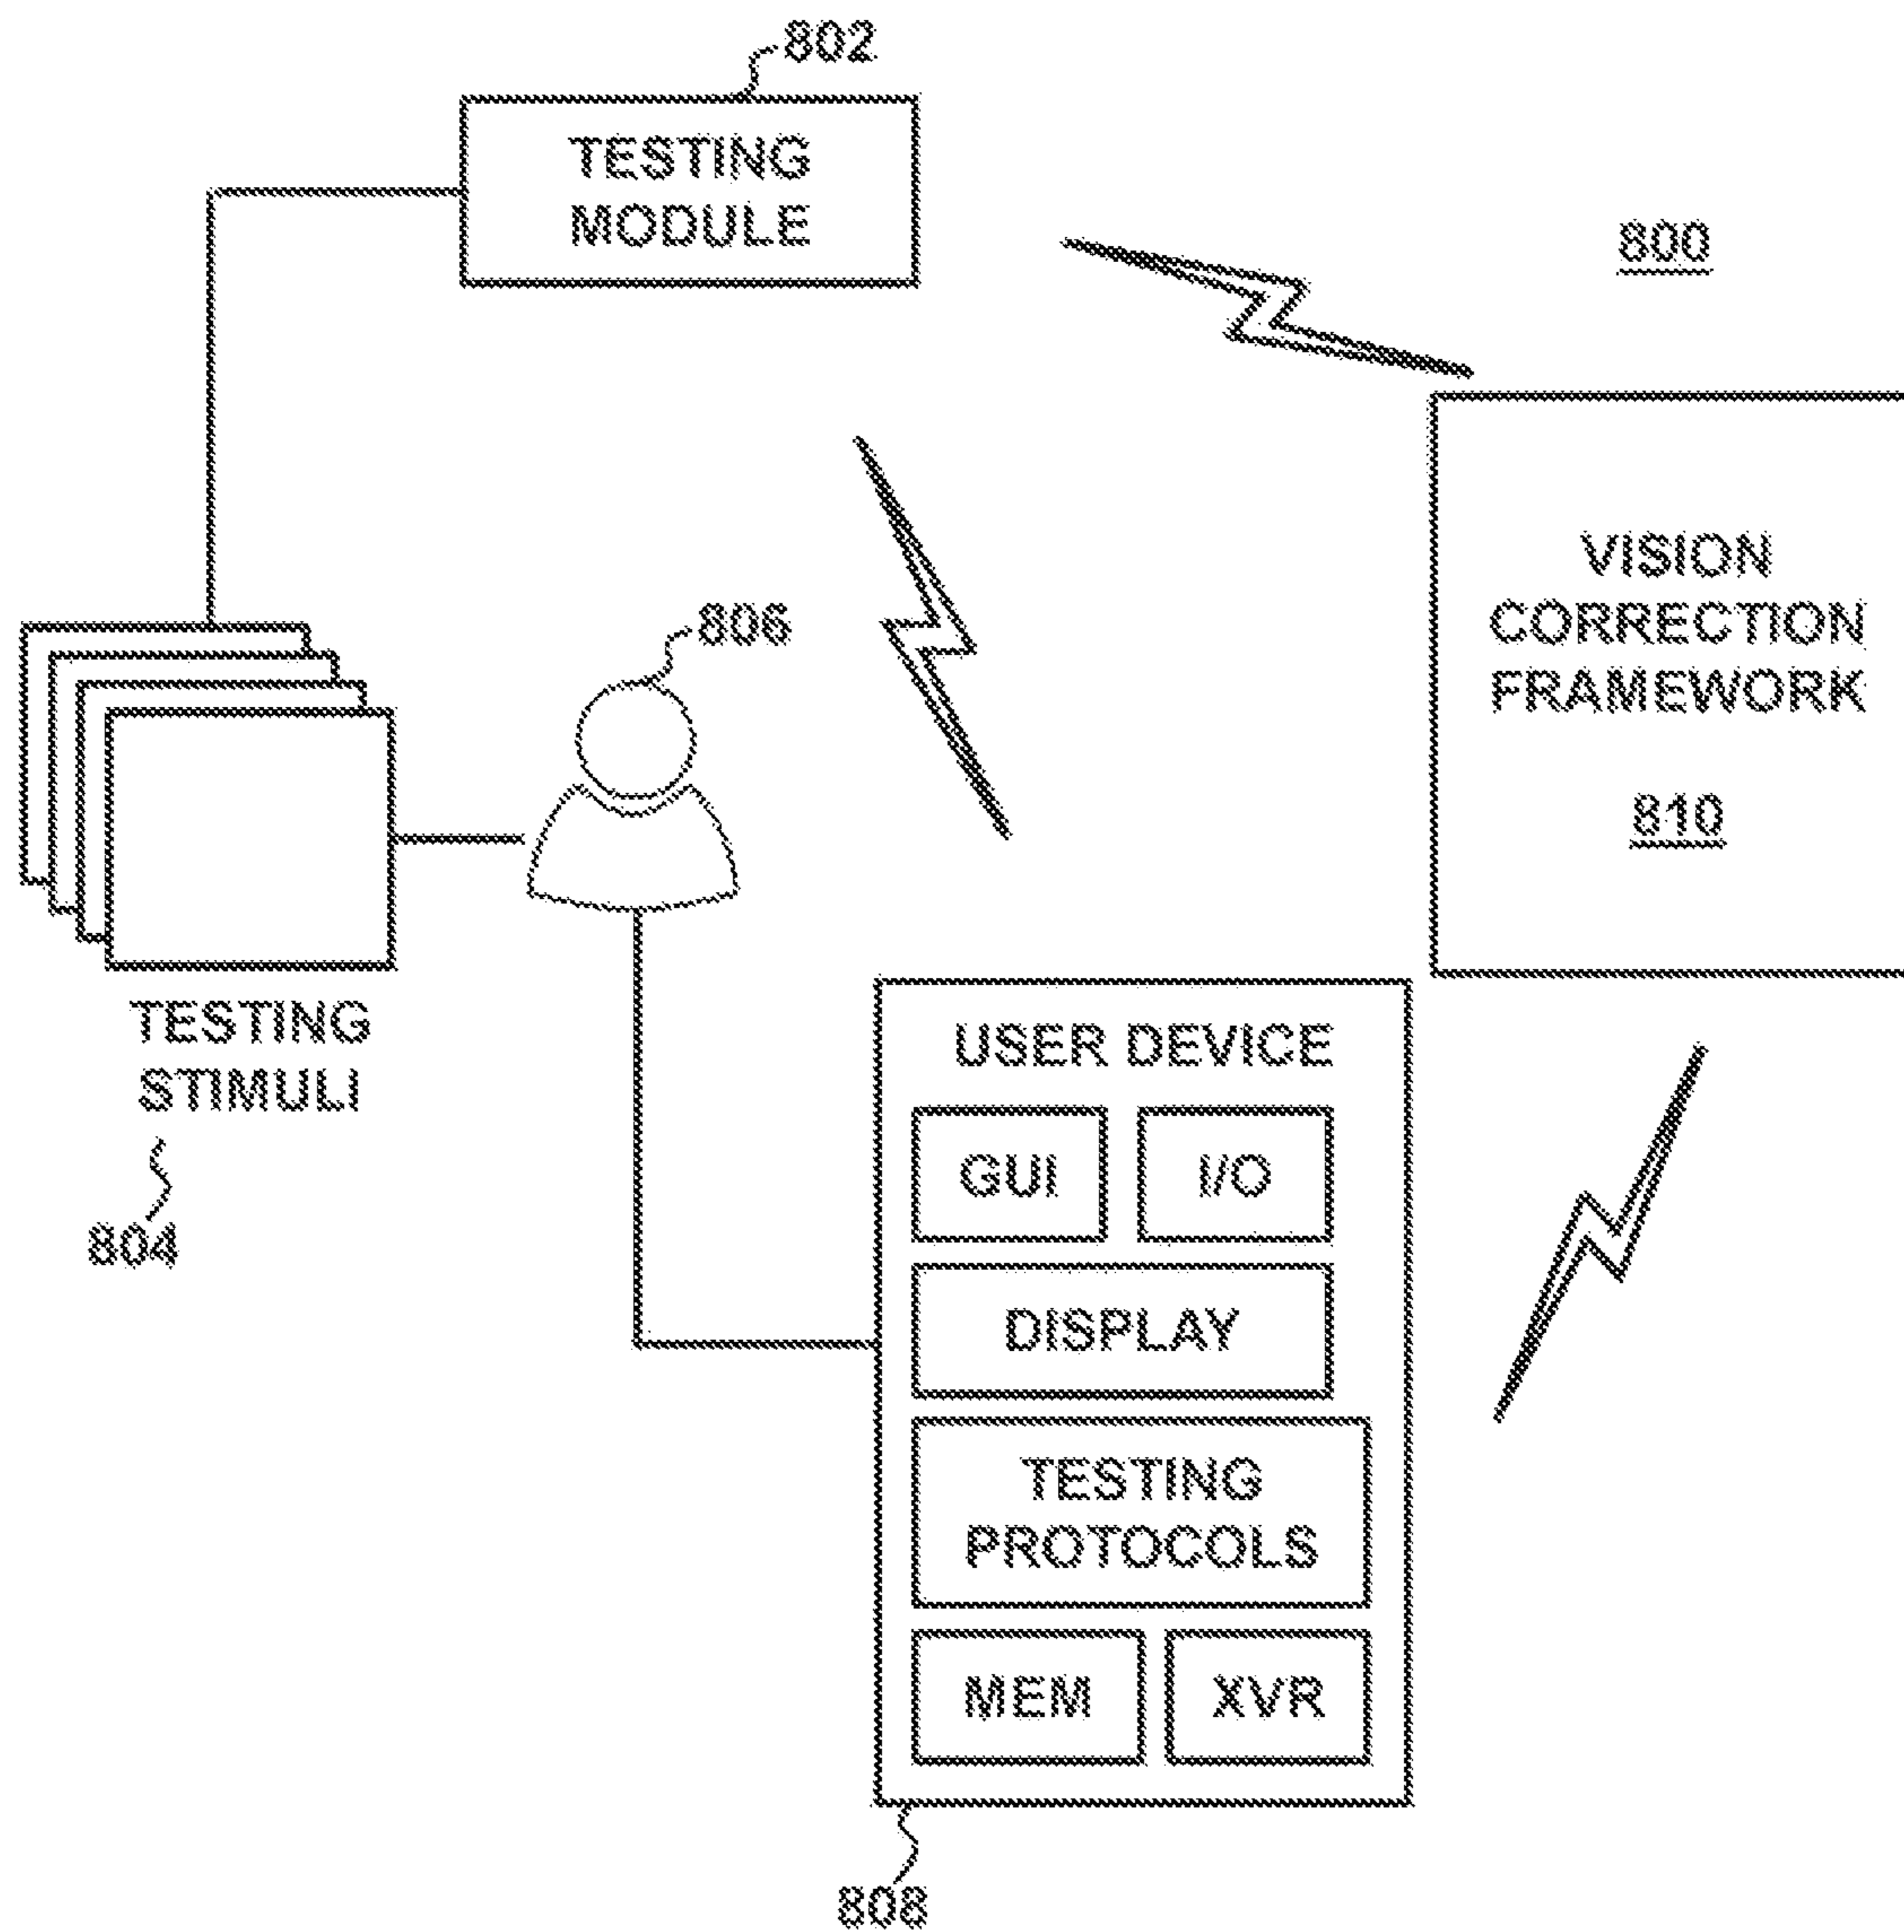 802
TESTING
MODULE
800
VISION
CORRECTION
FRAMEWORK
810
806
TESTING
STIMULI
804
USER DEVICE
GUI
I/O
DISPLAY
TESTING
PROTOCOLS
MEM
XVR
808